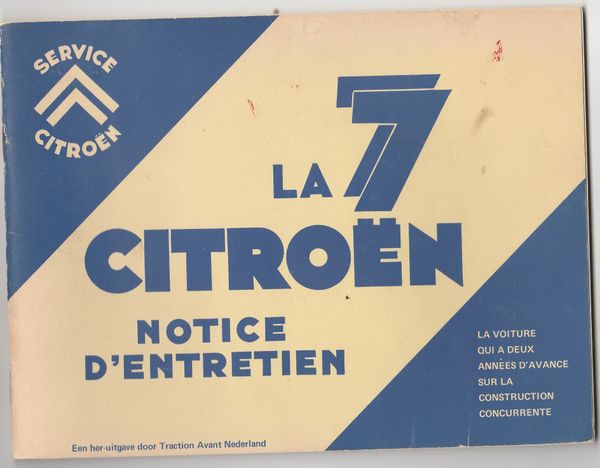 SERVICE
CITROËN
LA 7
CITROËN
NOTICE
D'ENTRETIEN
LA VOITURE
QUI A DEUX
ANNÉES D'AVANCE
SUR LA
CONSTRUCTION
CONCURRENTE
Een her-uitgave door Traction Avant Nederland